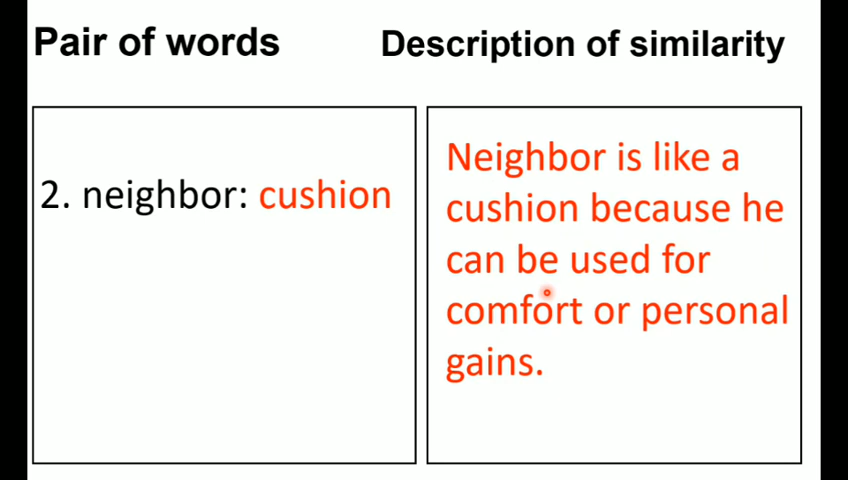 Pair of words
Description of similarity
2. neighbor: cushion
Neighbor is like a
cushion because he
can be used for
comfort or personal
gains.